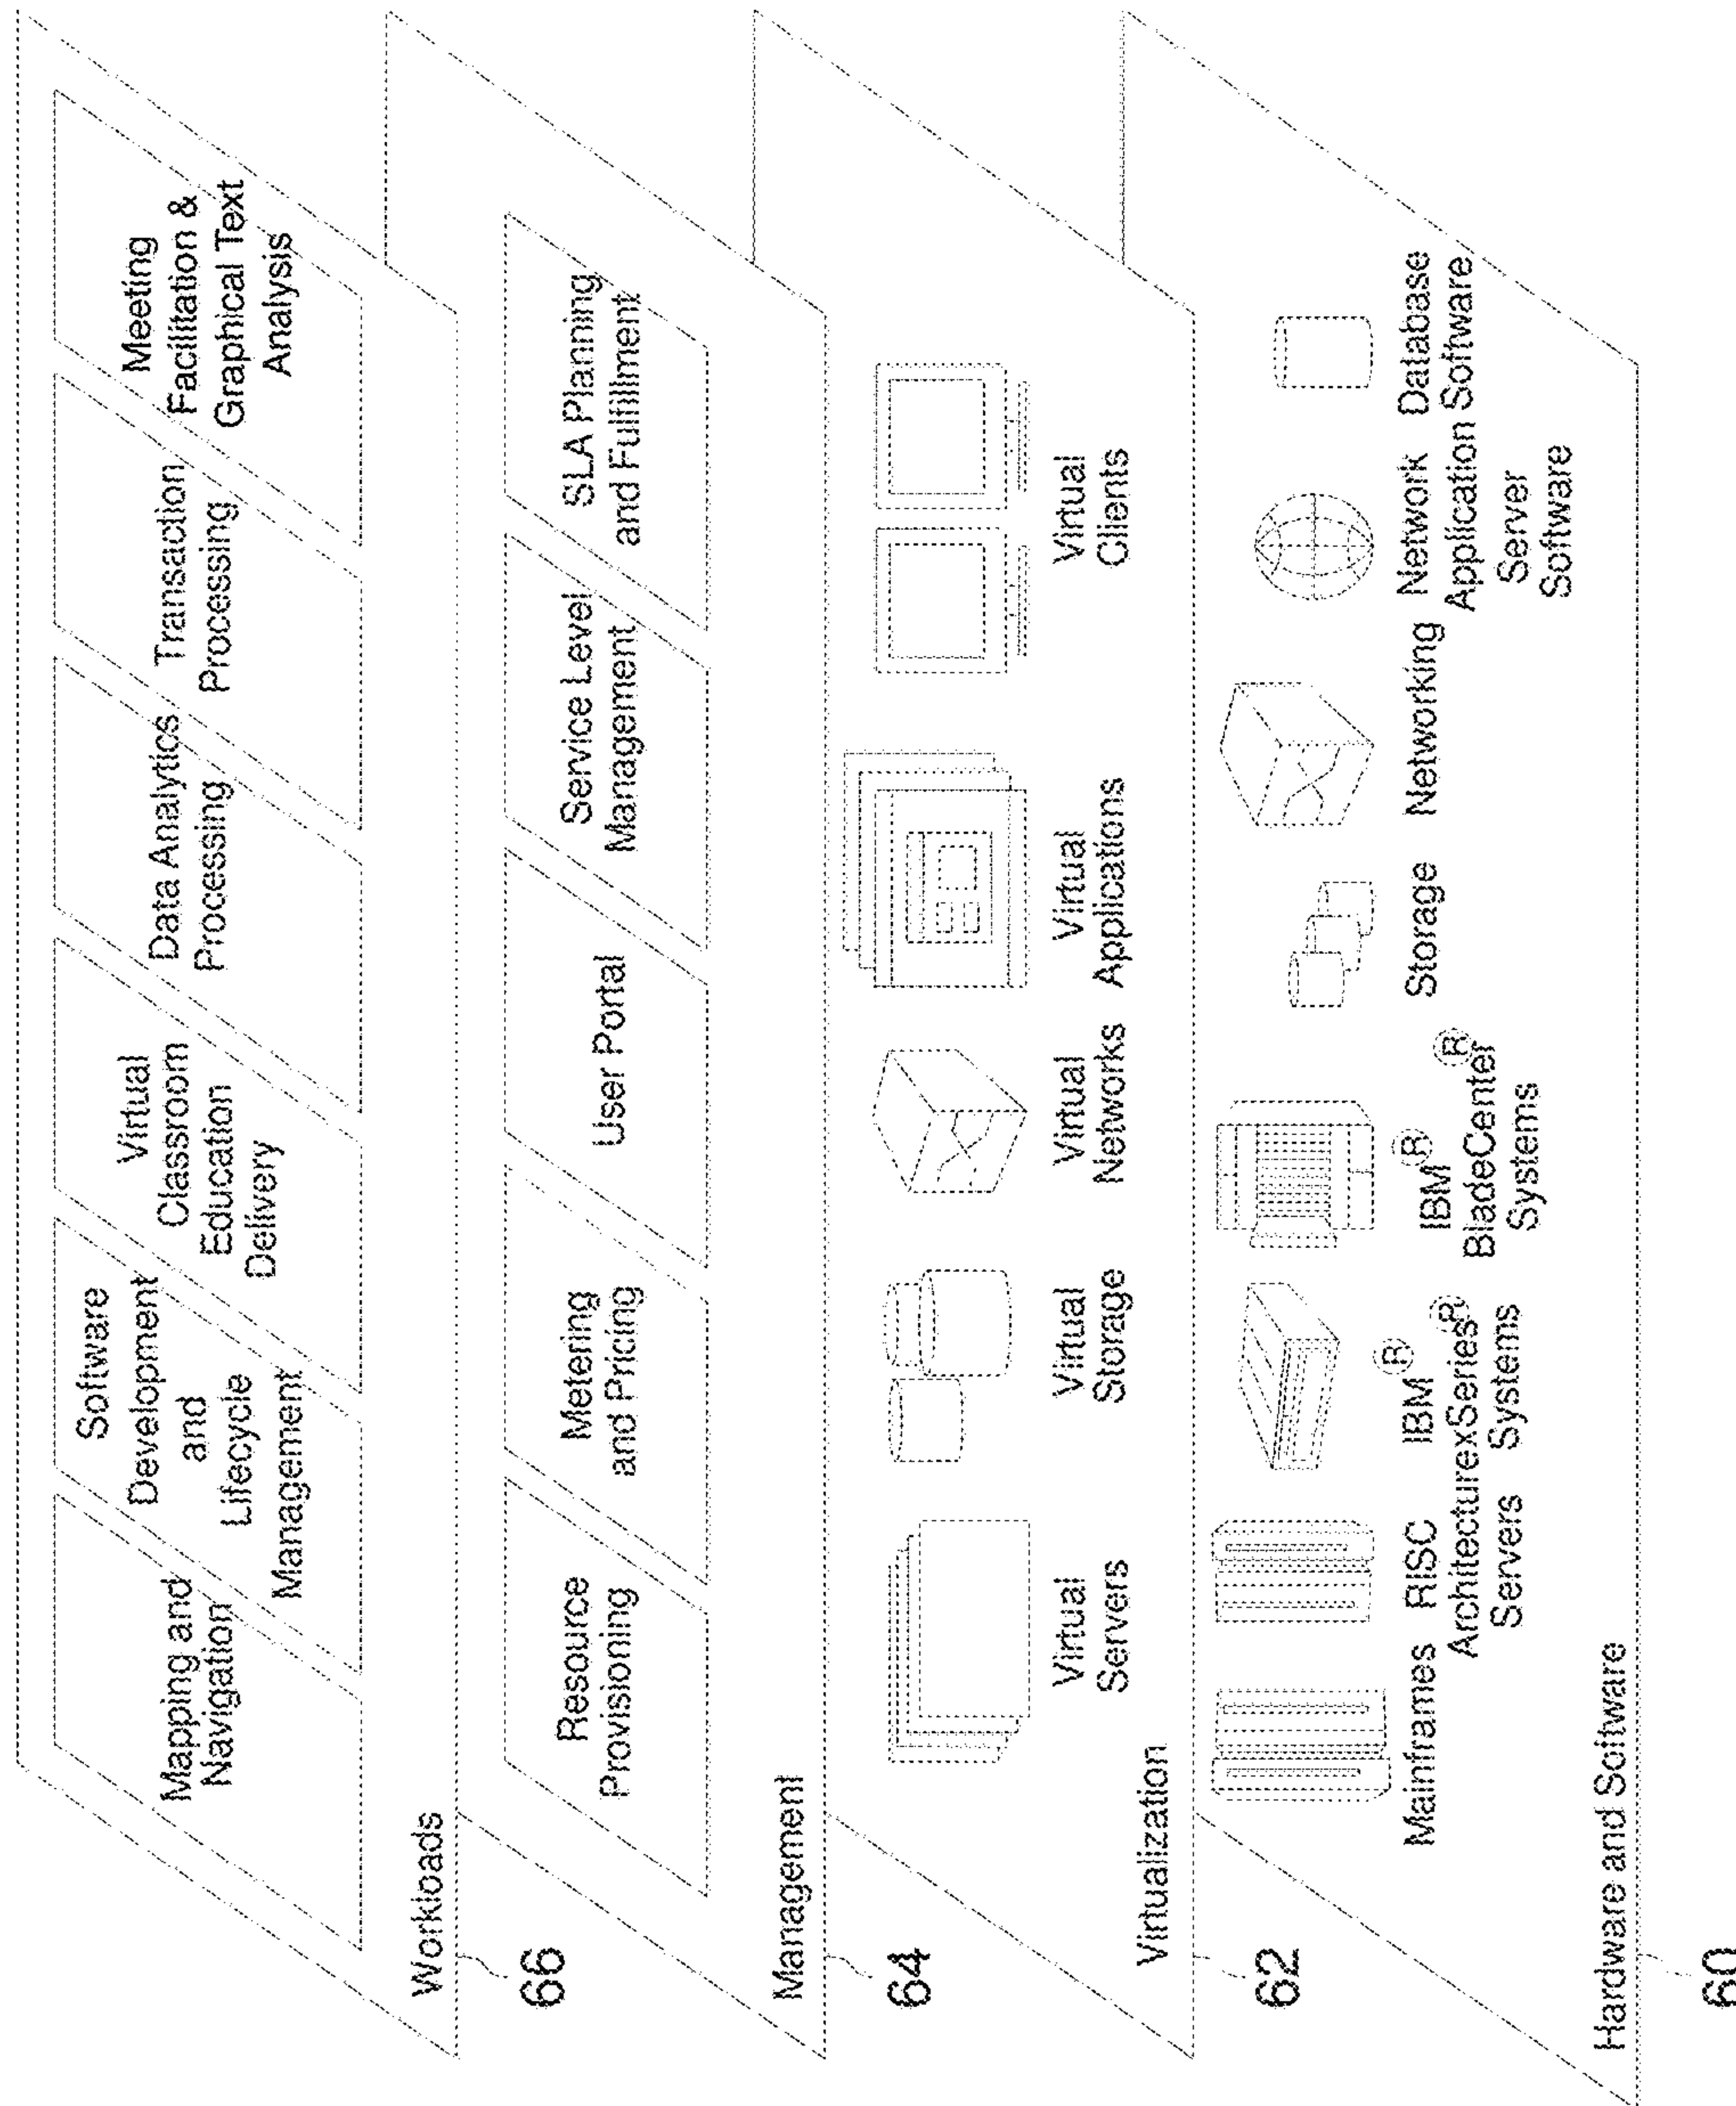 Mapping and
Navigation
Software
Development
and
Lifecycle
Management
Virtual
Classroom
Education
Delivery
Data Analytics
Processing
Transaction
Processing
Meeting
Facilitation &
Graphical Text
Analysis
Workloads
66
Resource
Provisioning
Metering
and Pricing
User Portal
Service Level
Management
SLA Planning
and Fulfillment
Management
64
Virtual
Servers
Virtual
Storage
Virtual
Networks
Virtual
Applications
Virtual
Clients
Virtualization
62
Mainframes
RISC
Architecture
Servers
IBM®
xSeries®
Systems
IBM®
BladeCenter®
Systems
Storage
Networking
Network
Application
Server
Software
Database
Software
Hardware and Software
60